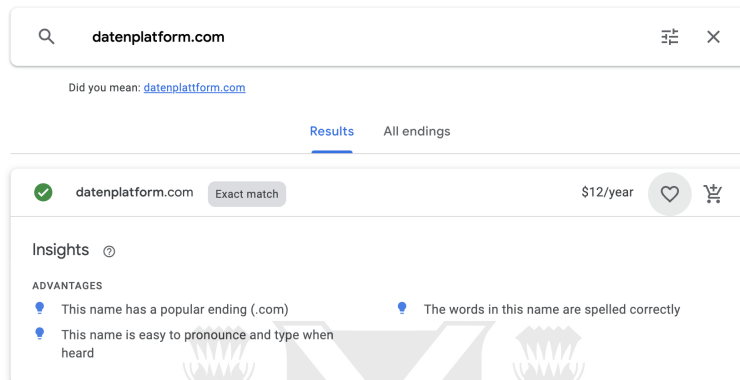 datenplatform.com
Did you mean: datenplattform.com
Results All endings
datenplatform.com Exact match $12/year
Insights
ADVANTAGES
This name has a popular ending (.com) The words in this name are spelled correctly
This name is easy to pronounce and type when
heard